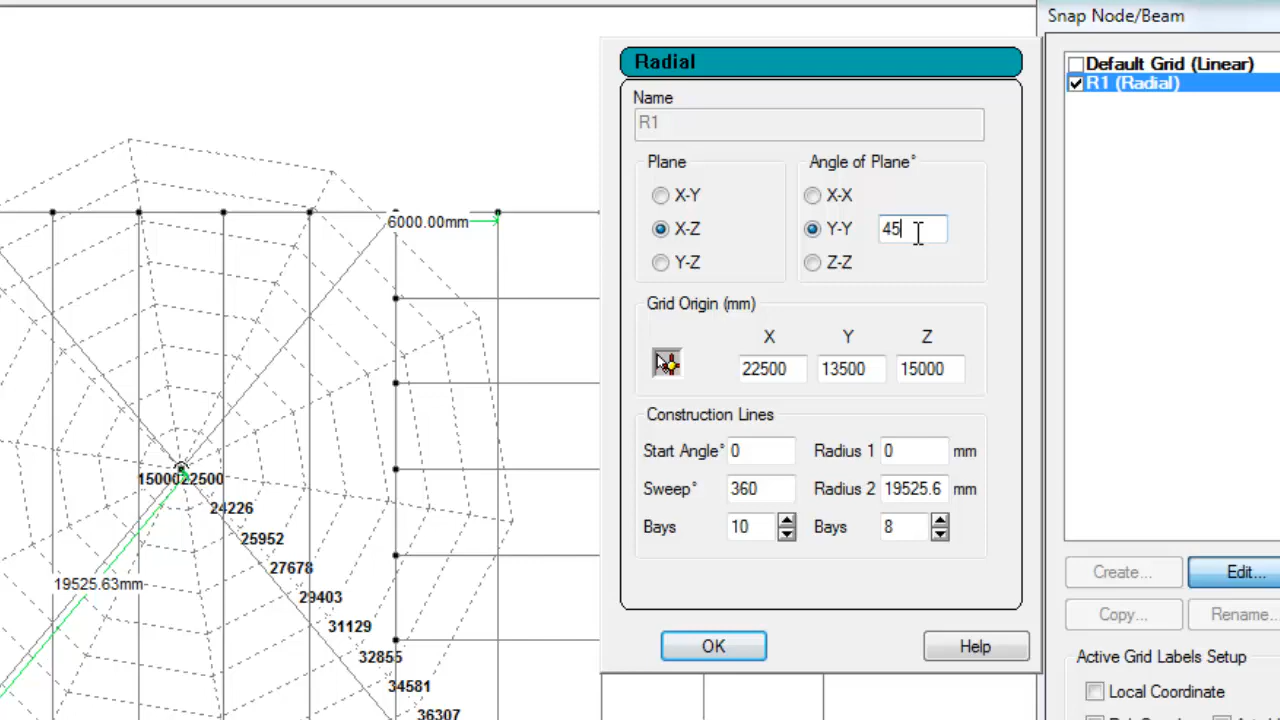 Snap Node/Beam
Default Grid (Linear)
R1 (Radial)
Radial
Name
R1
Plane
Angle of Plane°
X-Y
X-X
X-Z
Y-Y
45
Y-Z
Z-Z
Grid Origin (mm)
X Y Z
22500 13500 15000
Construction Lines
Start Angle° 0 Radius 1 0 mm
Sweep° 360 Radius 2 19525.6 mm
Bays 10 Bays 8
OK
Help
Create...
Edit...
Copy...
Rename...
Active Grid Labels Setup
Local Coordinate
6000.00mm
24226
25952
27678
19525.63mm
29403
31129
32855
34581
36307